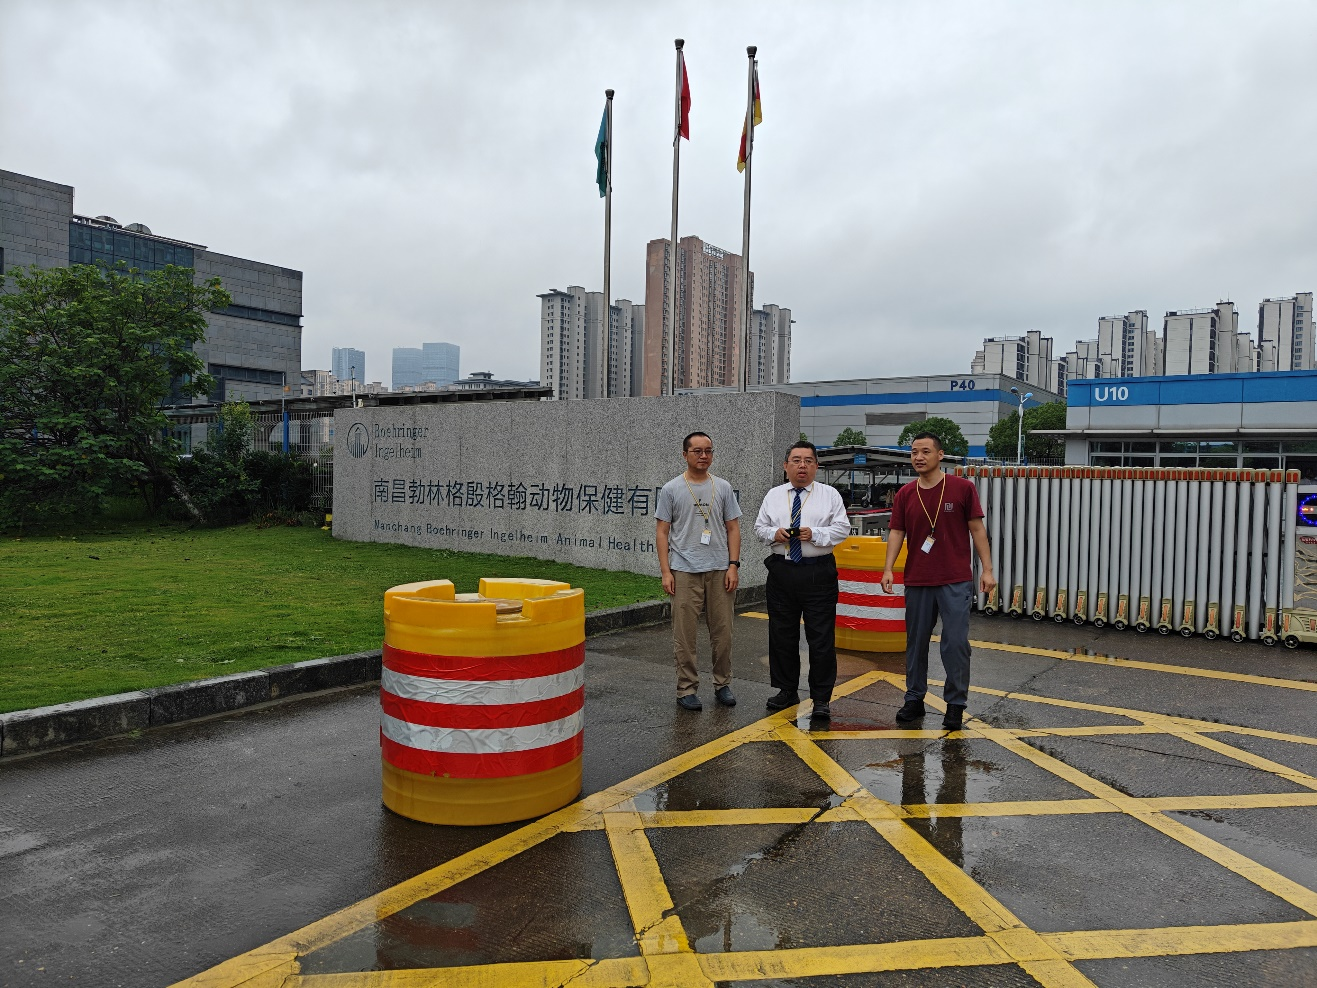 Boehringer
Ingelheim
南昌勃林格殷格翰动物保健有
Nanchang Boehringer Ingelheim Animal Health
P40
U10